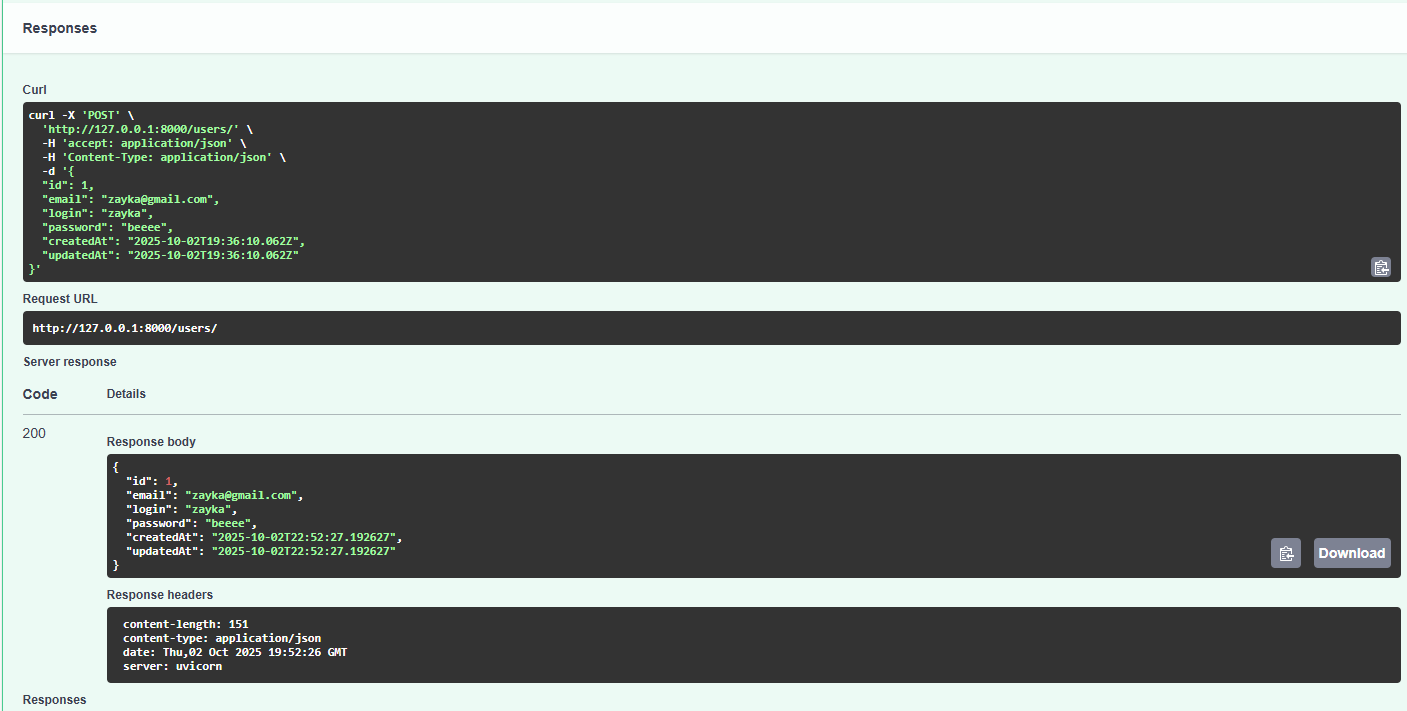 Responses
Curl
curl -X 'POST' \
  'http://127.0.0.1:8000/users/' \
  -H 'accept: application/json' \
  -H 'Content-Type: application/json' \
  -d '{
  "id": 1,
  "email": "zayka@gmail.com",
  "login": "zayka",
  "password": "beeee",
  "createdAt": "2025-10-02T19:36:10.062Z",
  "updatedAt": "2025-10-02T19:36:10.062Z"
}'
Request URL
http://127.0.0.1:8000/users/
Server response
Code Details
200
Response body
{
  "id": 1,
  "email": "zayka@gmail.com",
  "login": "zayka",
  "password": "beeee",
  "createdAt": "2025-10-02T22:52:27.192627",
  "updatedAt": "2025-10-02T22:52:27.192627"
}
Download
Response headers
content-length: 151
content-type: application/json
date: Thu,02 Oct 2025 19:52:26 GMT
server: uvicorn
Responses